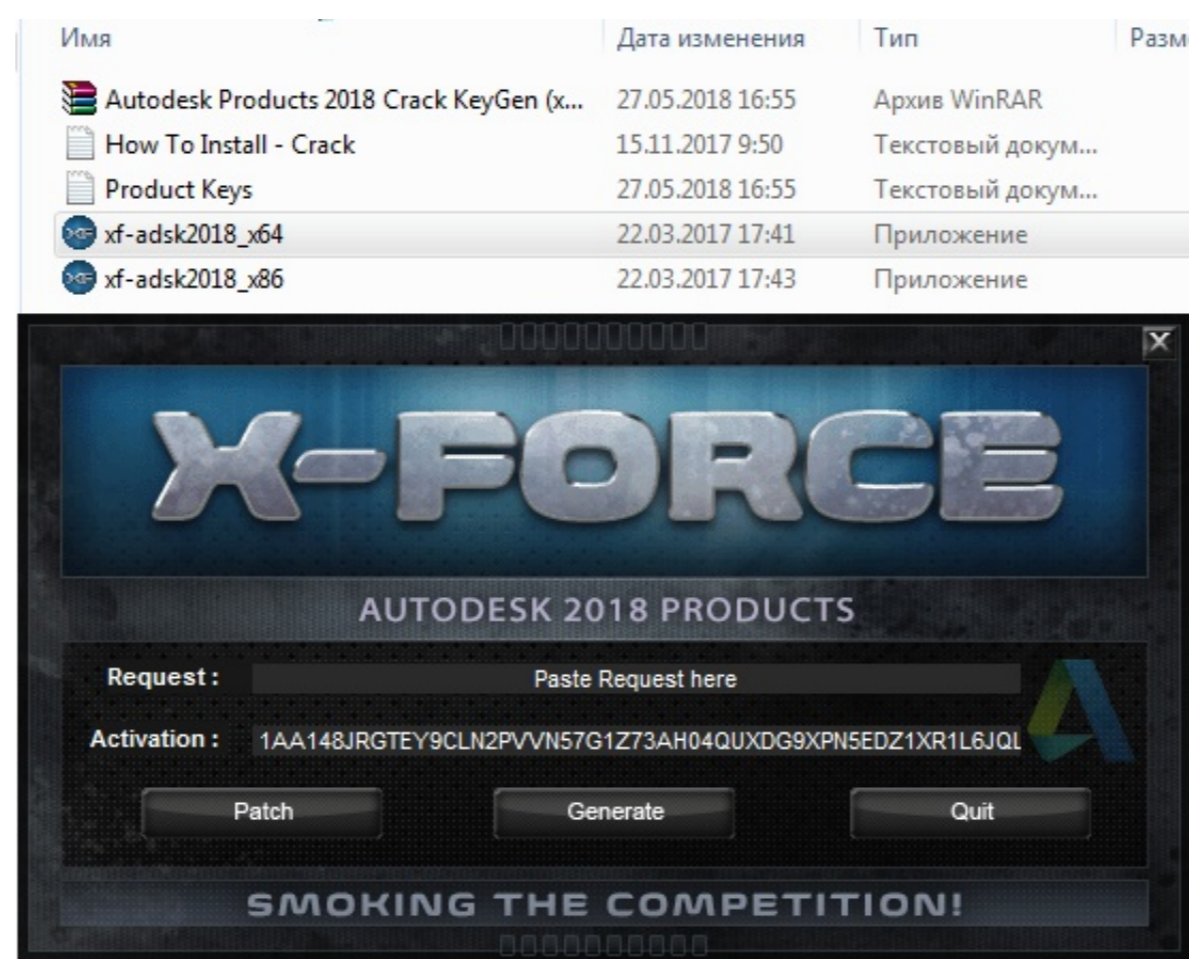 Имя Дата изменения Тип Разм
Autodesk Products 2018 Crack KeyGen (x... 27.05.2018 16:55 Архив WinRAR
How To Install - Crack 15.11.2017 9:50 Текстовый докум...
Product Keys 27.05.2018 16:55 Текстовый докум...
xf-adsk2018_x64 22.03.2017 17:41 Приложение
xf-adsk2018_x86 22.03.2017 17:43 Приложение
X-FORCE
AUTODESK 2018 PRODUCTS
Request : Paste Request here
Activation : 1AA148JRGTEY9CLN2PVVN57G1Z73AH04QUXDG9XPN5EDZ1XR1L6JQL
Patch Generate Quit
SMOKING THE COMPETITION!